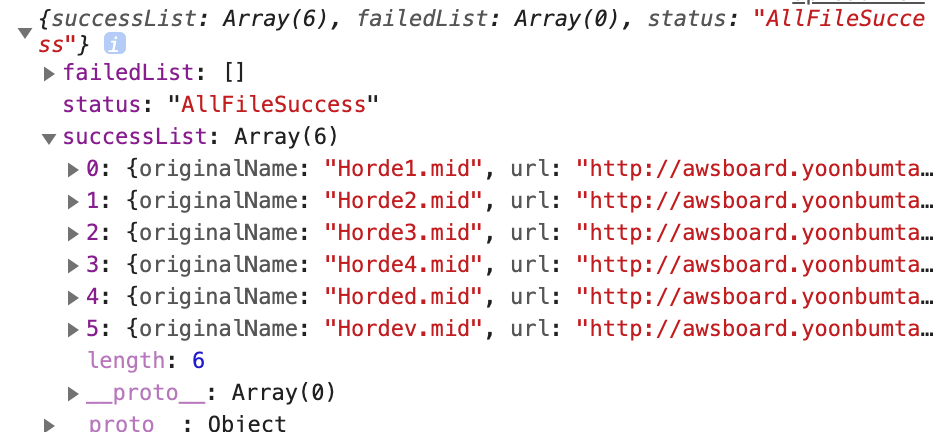 {successList: Array(6), failedList: Array(0), status: "AllFileSucce
ss"} i
failedList: []
status: "AllFileSuccess"
successList: Array(6)
0: {originalName: "Horde1.mid", url: "http://awsboard.yoonbumta…
1: {originalName: "Horde2.mid", url: "http://awsboard.yoonbumta…
2: {originalName: "Horde3.mid", url: "http://awsboard.yoonbumta…
3: {originalName: "Horde4.mid", url: "http://awsboard.yoonbumta…
4: {originalName: "Horded.mid", url: "http://awsboard.yoonbumta…
5: {originalName: "Hordev.mid", url: "http://awsboard.yoonbumta…
length: 6
__proto__: Array(0)
__proto__: Object